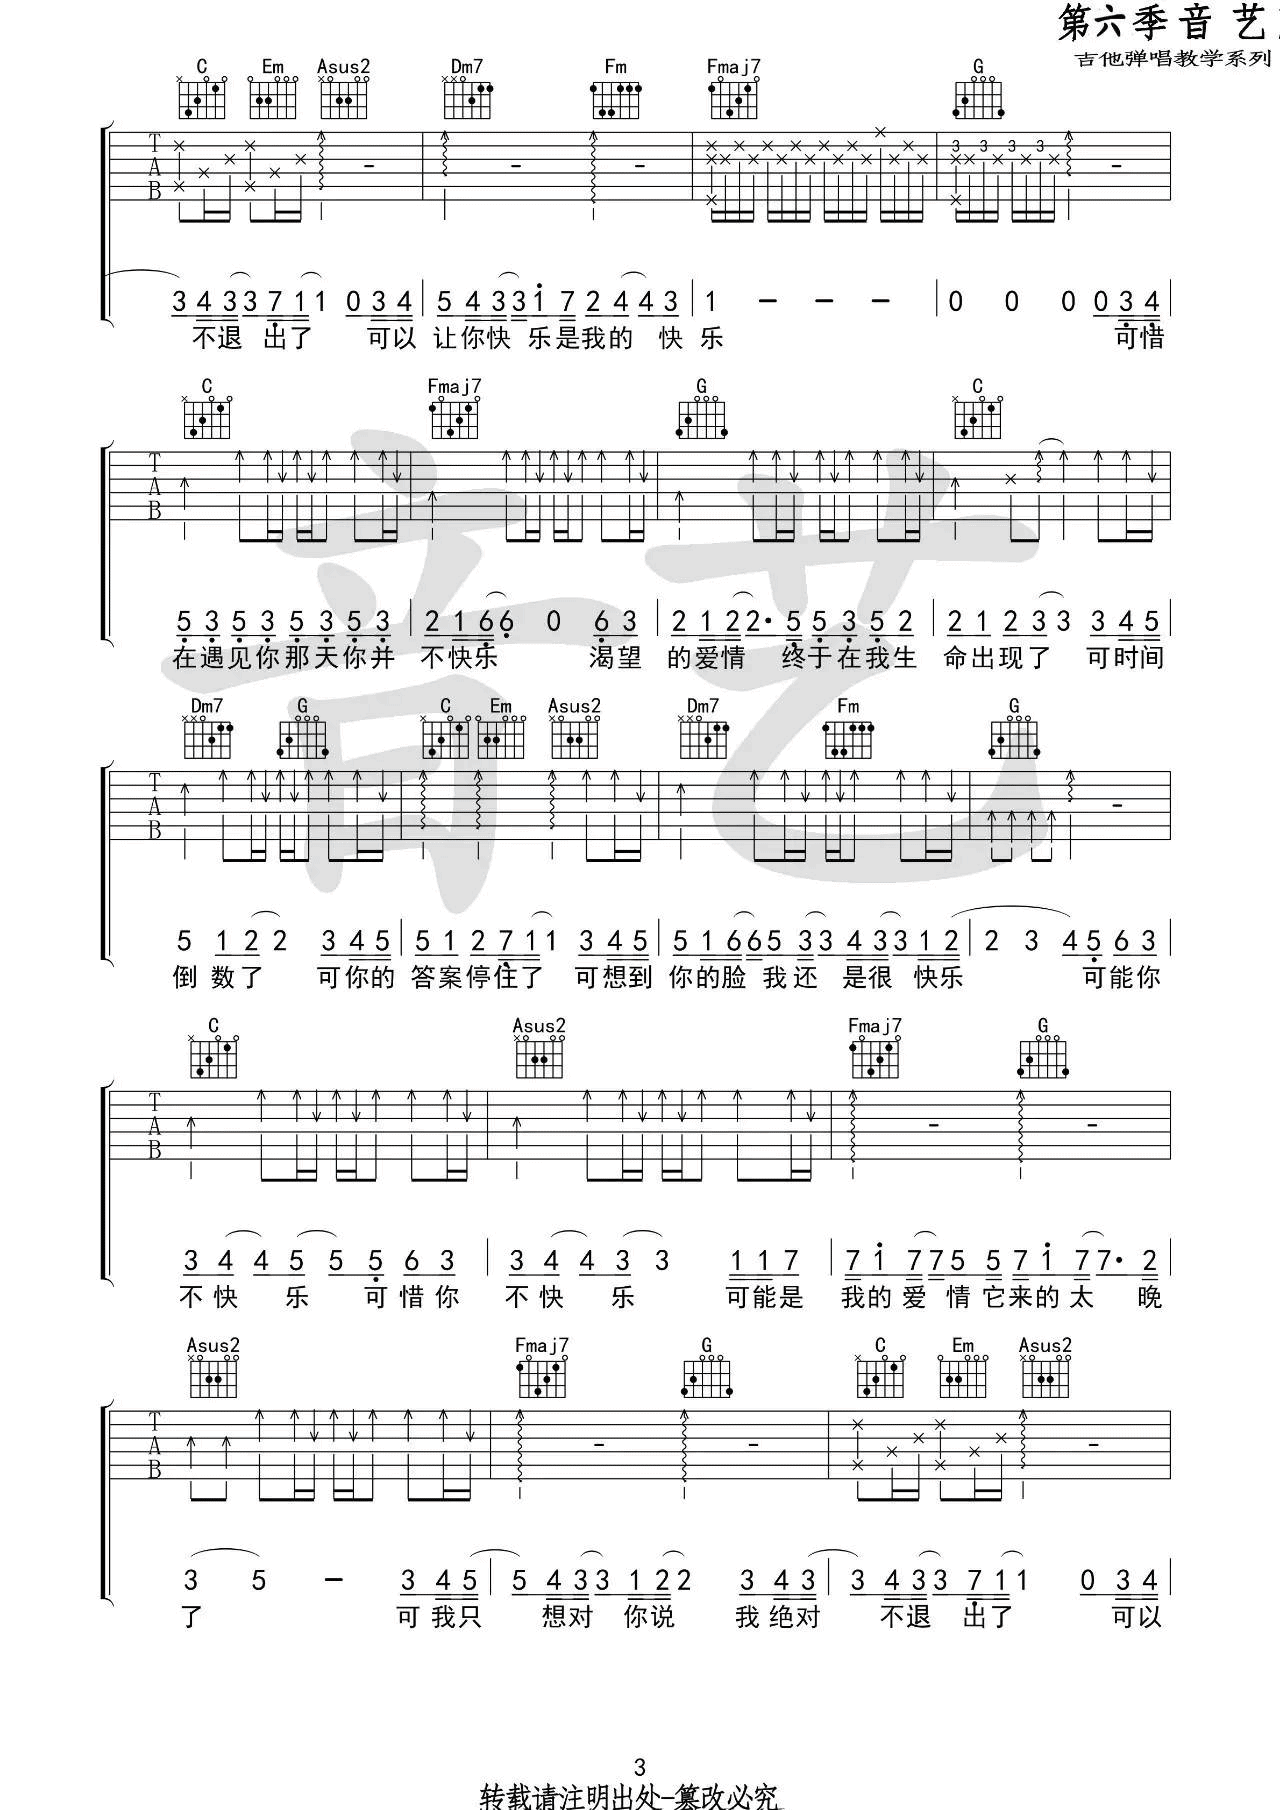 第六季音艺
吉他弹唱教学系列
C Em Asus2 Dm7 Fm Fmaj7 G
T
A
B
3 3 3 3
3 4 3 3 7 1 1 0 3 4 5 4 3 3 1 7 2 4 4 3 1 - - - 0 0 0 0 3 4
不退 出了 可以 让你快 乐是我的 快 乐 可惜
C Fmaj7 G C
T
A
B
5 3 5 3 5 3 5 3 2 1 6 6 0 6 3 2 1 2 2· 5 5 3 5 2 2 1 2 3 3 3 4 5
在遇见你那天你并 不快乐 渴望 的爱情 终于在我生 命出现了 可时间
Dm7 G C Em Asus2 Dm7 Fm G
T
A
B
5 1 2 2 3 4 5 5 1 2 7 1 1 3 4 5 5 1 6 6 5 3 3 4 3 3 1 2 2 3 4 5 6 3
倒 数了 可你的 答案停住了 可想到 你的脸 我还 是很 快乐 可能你
C Asus2 Fmaj7 G
T
A
B
3 4 4 5 5 5 6 3 3 4 4 3 3 1 1 7 7 1 7 7 5 5 7 1 7 7· 2
不 快 乐 可 惜 你 不 快 乐 可能是 我的 爱 情它来的 太 晚
Asus2 Fmaj7 G C Em Asus2
T
A
B
3 5 - 3 4 5 5 4 3 3 1 2 2 3 4 3 3 4 3 3 7 1 1 0 3 4
了 可 我只 想对 你说 我 绝对 不退 出了 可以
3
转载请注明出处-篡改必究
音艺